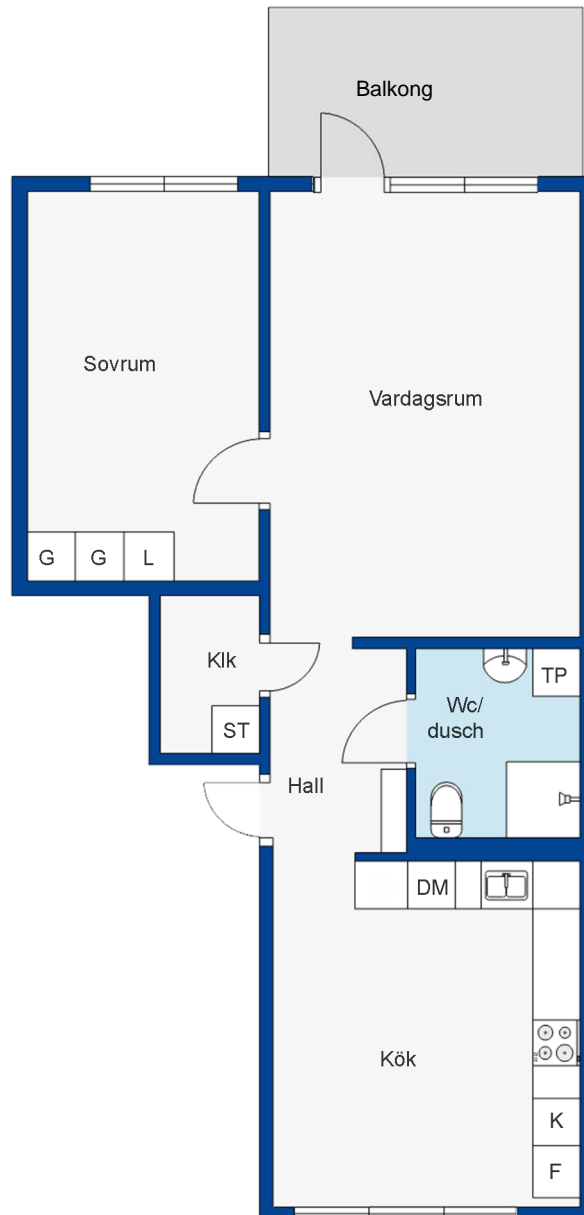 Balkong
Sovrum
Vardagsrum
G G L
Klk
ST
TP
Wc/
dusch
Hall
DM
Kök
K
F